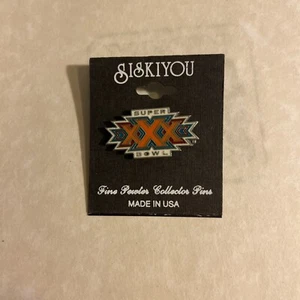 SISKIYOU
SUPER
XXX
BOWL
Fine Pewter Collector Pins
MADE IN USA